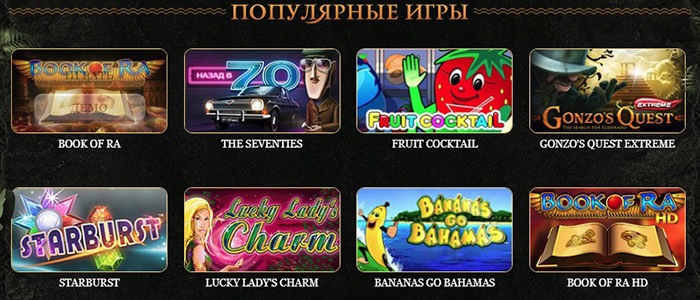 ПОПУЛЯРНЫЕ ИГРЫ
BOOK OF RA
ДЕМО
BOOK OF RA
НАЗАД В
70
THE SEVENTIES
FRUIT COCKTAIL
FRUIT COCKTAIL
EXTREME
GONZO'S QUEST
THE SEARCH FOR ELDORADO
GONZO'S QUEST EXTREME
STARBURST
STARBURST
Lucky Lady's
Charm
LUCKY LADY'S CHARM
BANANAS
GO
BAHAMAS
BANANAS GO BAHAMAS
BOOK OF RA
HD
BOOK OF RA HD